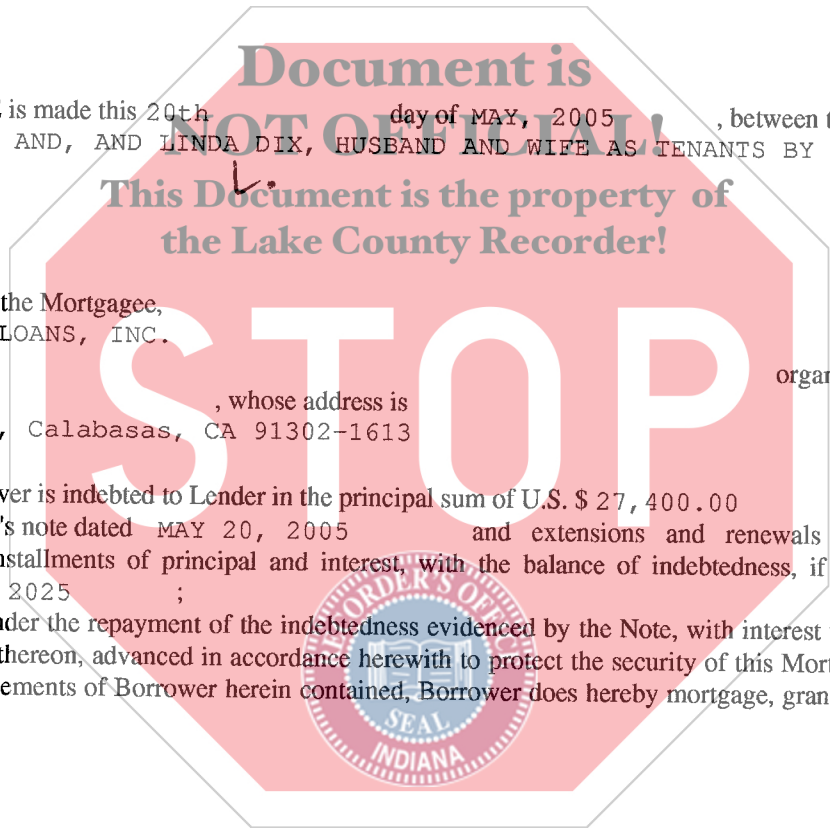 Document is
is made this 20th day of MAY, 2005 , between
NOT OFFICIAL!
AND, AND LINDA DIX, HUSBAND AND WIFE AS TENANTS BY
L.
This Document is the property of
the Lake County Recorder!
the Mortgagee,
LOANS, INC.
STOP
organ
, whose address is
, Calabasas, CA 91302-1613
ver is indebted to Lender in the principal sum of U.S. $ 27,400.00
's note dated MAY 20, 2005 and extensions and renewals
nstallments of principal and interest, with the balance of indebtedness, if
2025 ;
nder the repayment of the indebtedness evidenced by the Note, with interest
thereon, advanced in accordance herewith to protect the security of this Mort
ements of Borrower herein contained, Borrower does hereby mortgage, gran
RECORDER'S OFFICE
SEAL
INDIANA